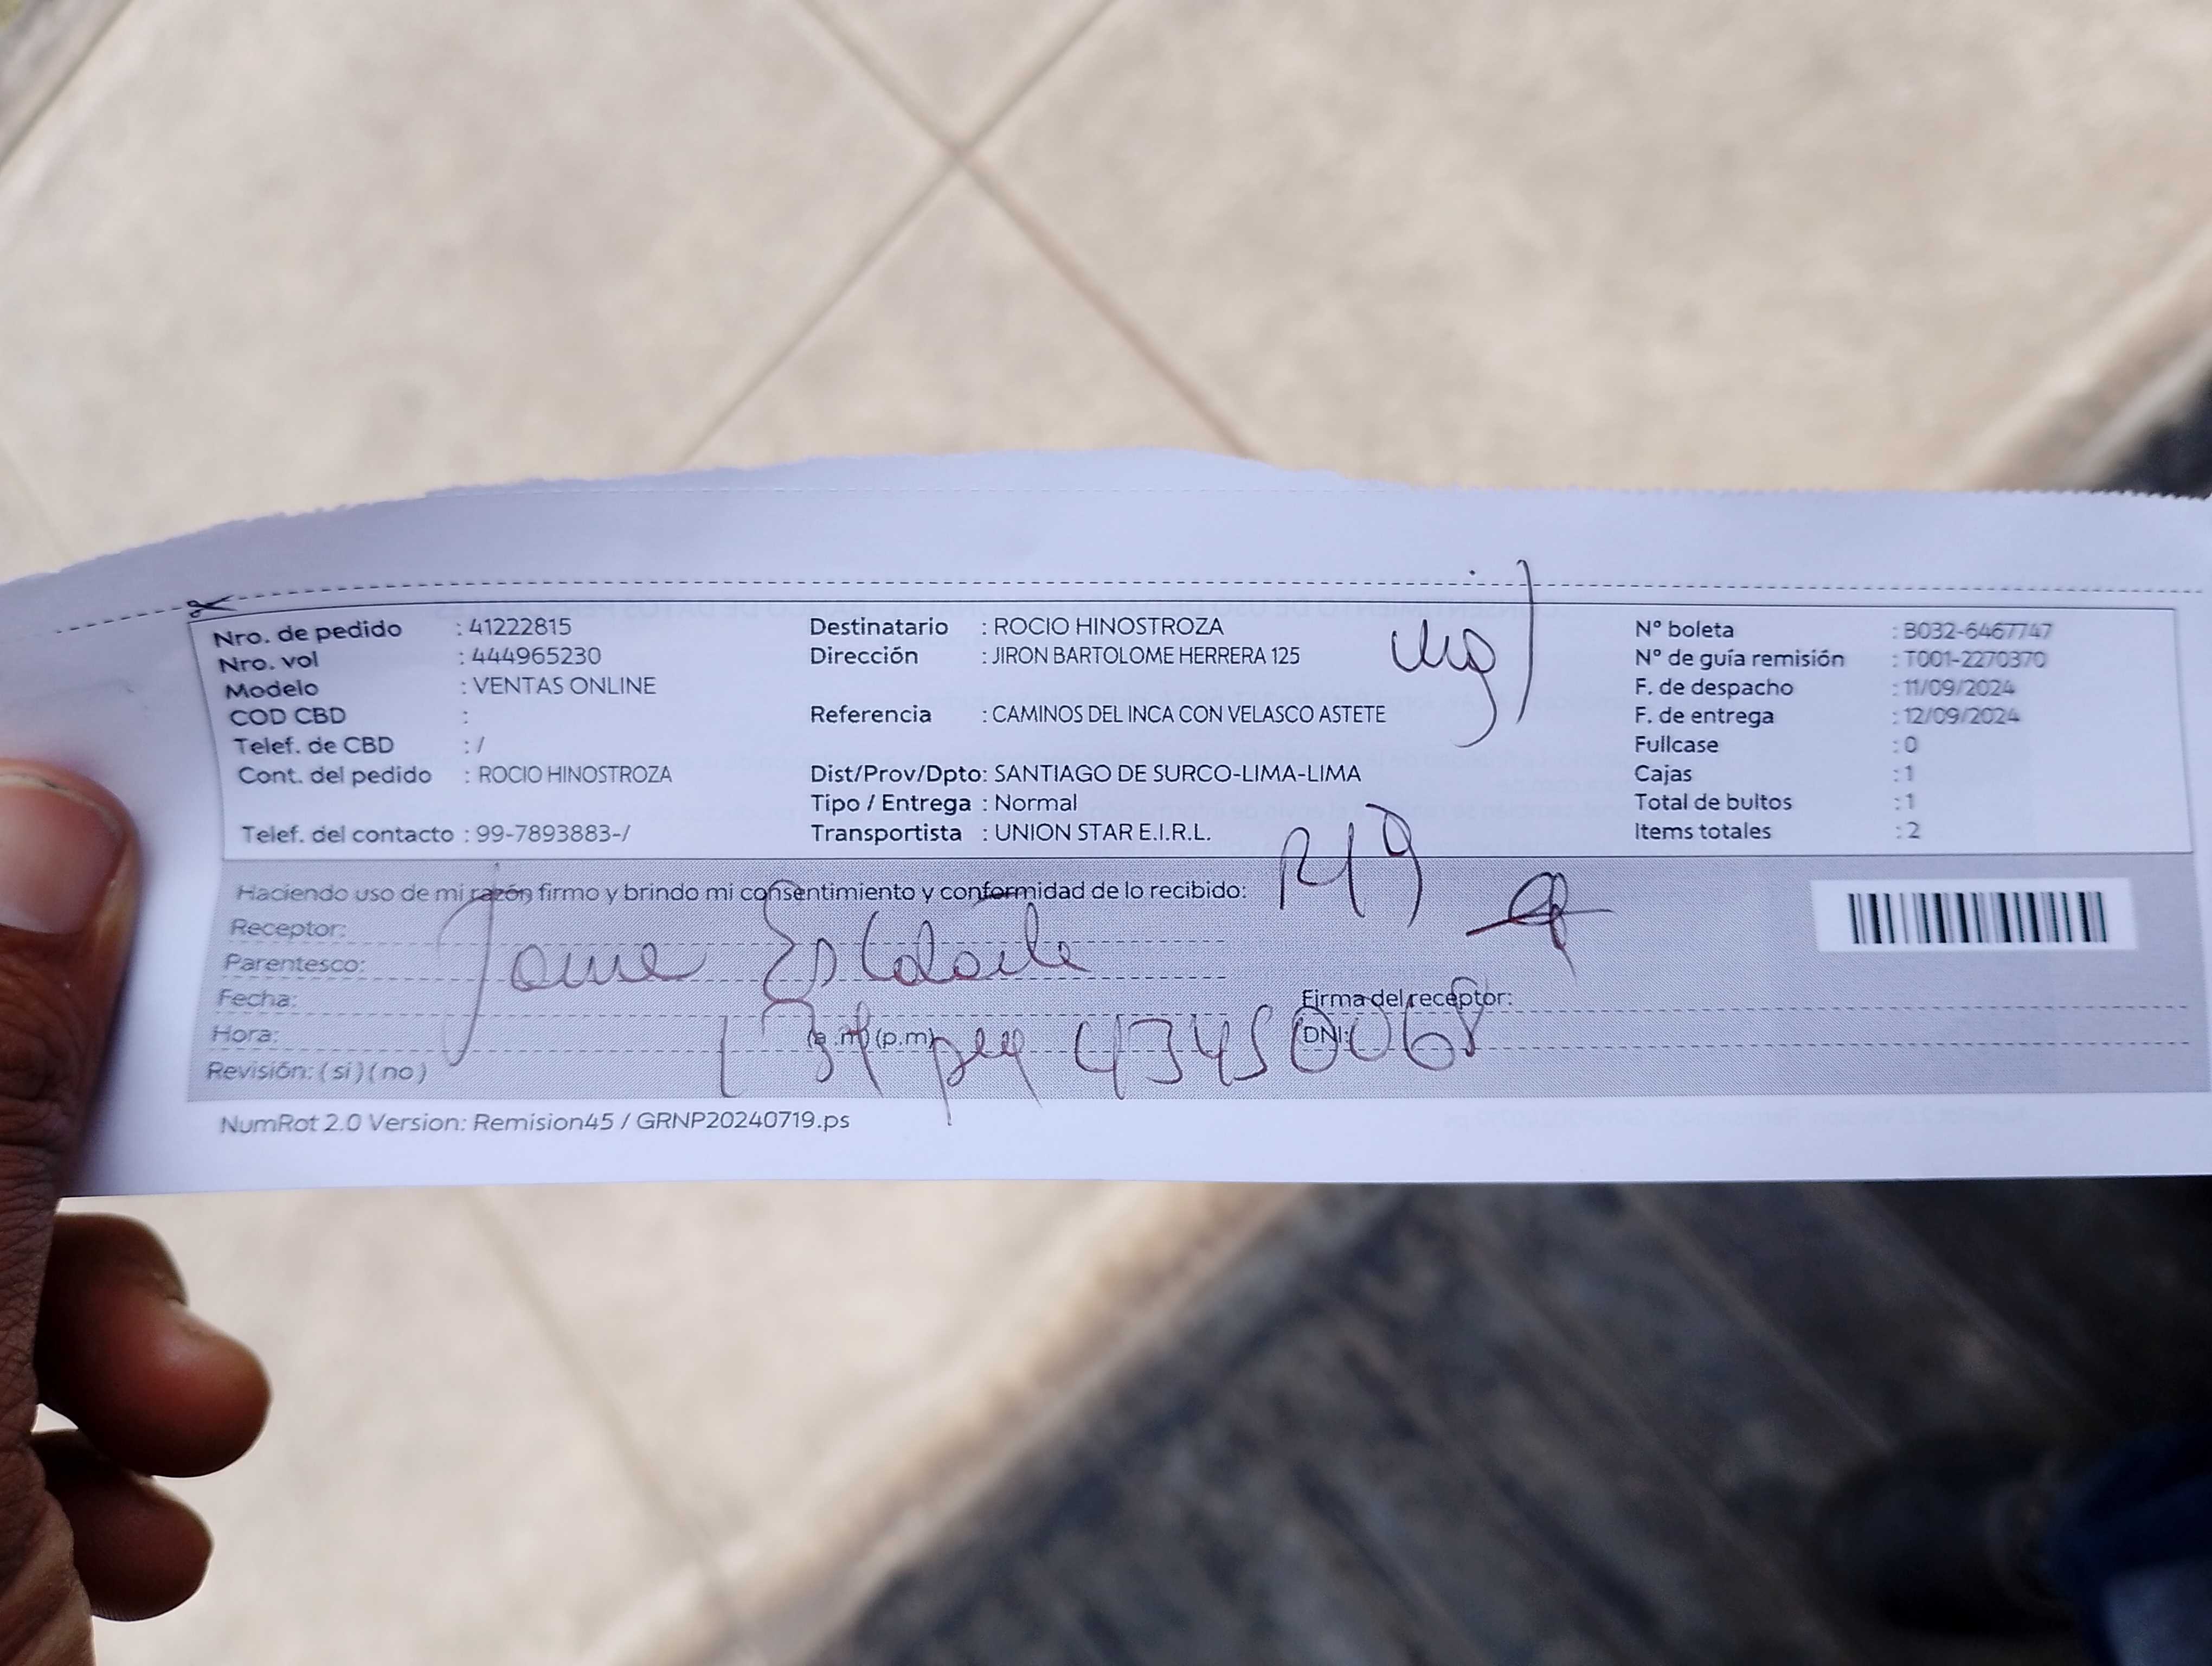 Nro. de pedido : 41222815
Nro. vol : 444965230
Modelo : VENTAS ONLINE
COD CBD :
Telef. de CBD : /
Cont. del pedido : ROCIO HINOSTROZA
Telef. del contacto : 99-7893883-/
Destinatario : ROCIO HINOSTROZA
Dirección : JIRON BARTOLOME HERRERA 125
Referencia : CAMINOS DEL INCA CON VELASCO ASTETE
Dist/Prov/Dpto: SANTIAGO DE SURCO-LIMA-LIMA
Tipo / Entrega : Normal
Transportista : UNION STAR E.I.R.L.
N° boleta : B032-6467747
N° de guía remisión : T001-2270370
F. de despacho : 11/09/2024
F. de entrega : 12/09/2024
Fullcase : 0
Cajas : 1
Total de bultos : 1
Items totales : 2
Haciendo uso de mi razón firmo y brindo mi consentimiento y conformidad de lo recibido:
Receptor:
Parentesco:
Fecha:
Hora: (a.m) (p.m)
Revisión: ( si ) ( no )
Firma del receptor:
DNI: 43450068
NumRot 2.0 Version: Remision45 / GRNP20240719.ps